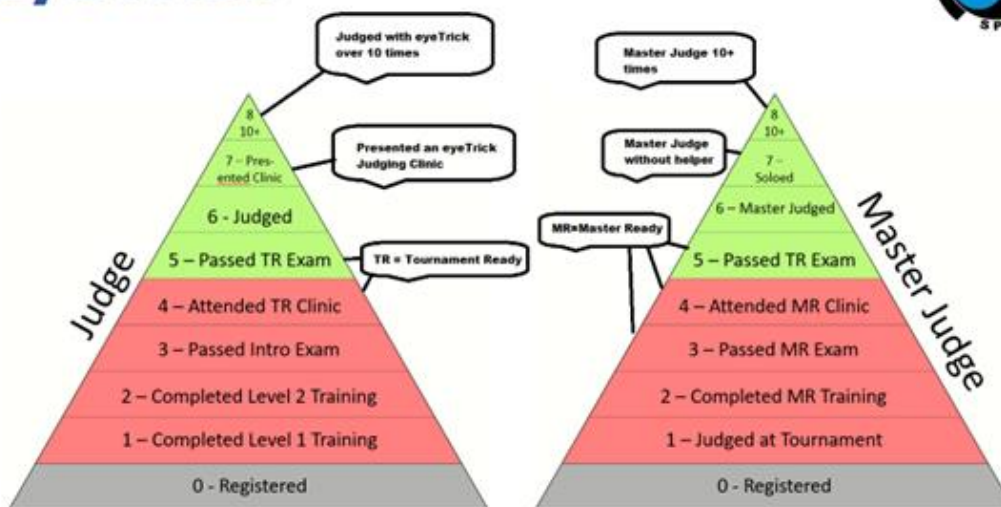 Judged with eyeTrick
over 10 times
8
10+
Presented an eyeTrick
Judging Clinic
7 – Pres-
ented Clinic
6 - Judged
TR = Tournament Ready
5 – Passed TR Exam
4 – Attended TR Clinic
3 – Passed Intro Exam
2 – Completed Level 2 Training
1 – Completed Level 1 Training
0 - Registered
Judge
Master Judge 10+
times
8
10+
Master Judge
without helper
7 –
Soloed
6 – Master Judged
MR=Master Ready
5 – Passed TR Exam
4 – Attended MR Clinic
3 – Passed MR Exam
2 – Completed MR Training
1 – Judged at Tournament
0 - Registered
Master Judge